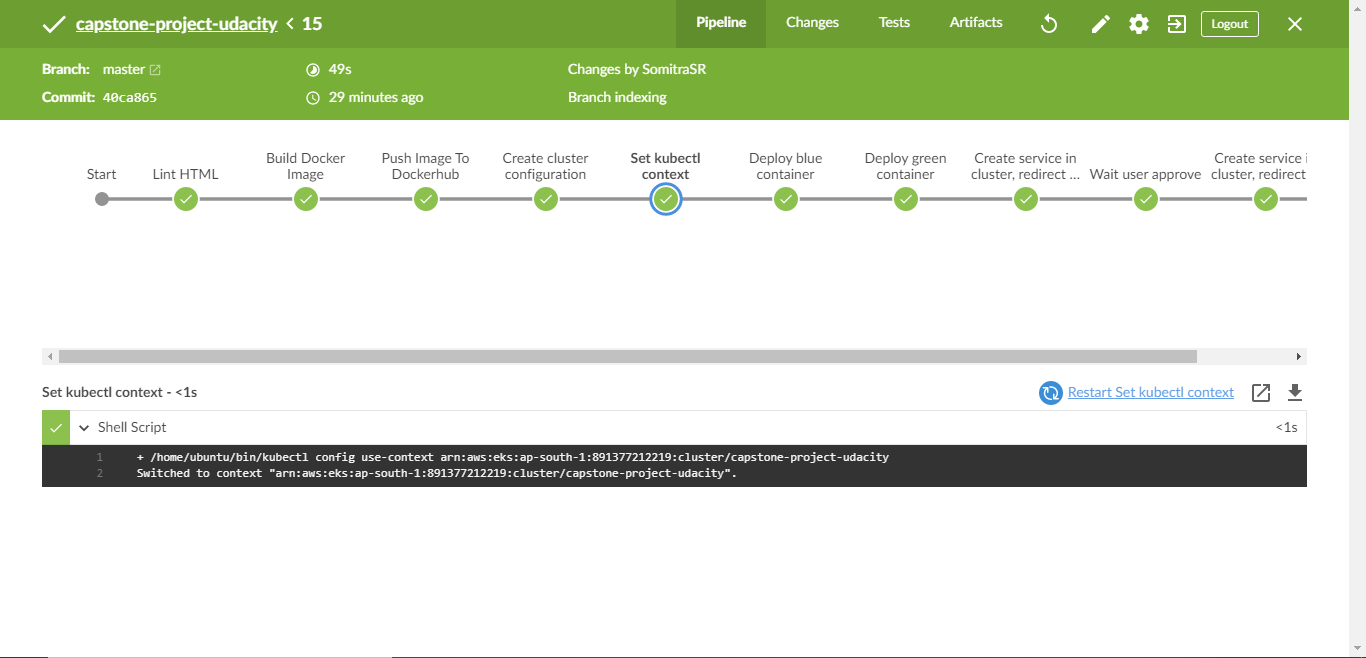 capstone-project-udacity < 15
Pipeline
Changes
Tests
Artifacts
Logout
Branch: master
49s
Changes by SomitraSR
Commit: 40ca865
29 minutes ago
Branch indexing
Start
Lint HTML
Build Docker
Image
Push Image To
Dockerhub
Create cluster
configuration
Set kubectl
context
Deploy blue
container
Deploy green
container
Create service in
cluster, redirect ...
Wait user approve
Create service i
cluster, redirect
Set kubectl context - <1s
Restart Set kubectl context
Shell Script
<1s
1 + /home/ubuntu/bin/kubectl config use-context arn:aws:eks:ap-south-1:891377212219:cluster/capstone-project-udacity
2 Switched to context "arn:aws:eks:ap-south-1:891377212219:cluster/capstone-project-udacity".